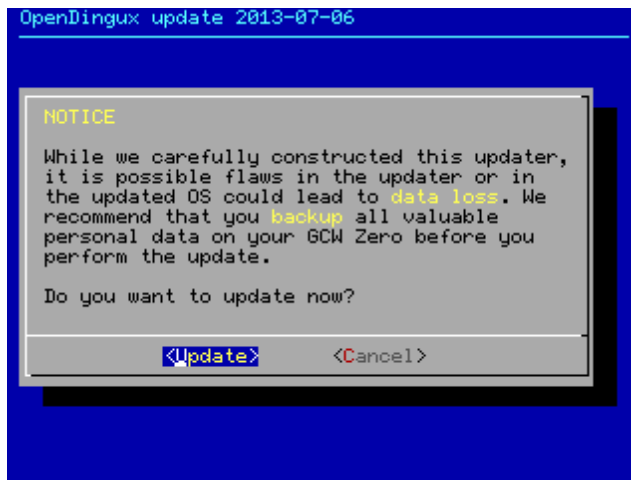 OpenDingux update 2013-07-06
NOTICE
While we carefully constructed this updater,
it is possible flaws in the updater or in
the updated OS could lead to data loss. We
recommend that you backup all valuable
personal data on your GCW Zero before you
perform the update.
Do you want to update now?
<Update> <Cancel>